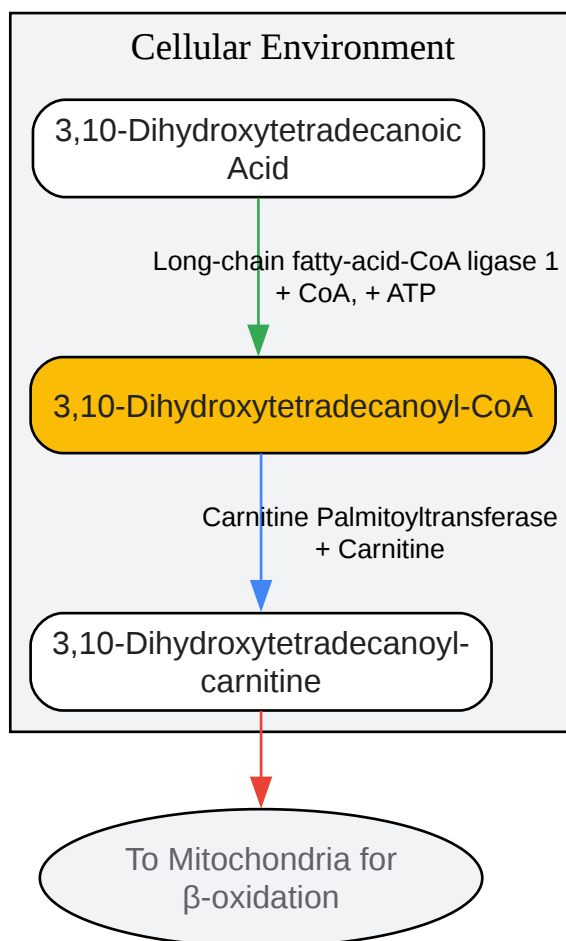 Cellular Environment
3,10-Dihydroxytetradecanoic
Acid
Long-chain fatty-acid-CoA ligase 1
+ CoA, + ATP
3,10-Dihydroxytetradecanoyl-CoA
Carnitine Palmitoyltransferase
+ Carnitine
3,10-Dihydroxytetradecanoyl-
carnitine
To Mitochondria for
β-oxidation